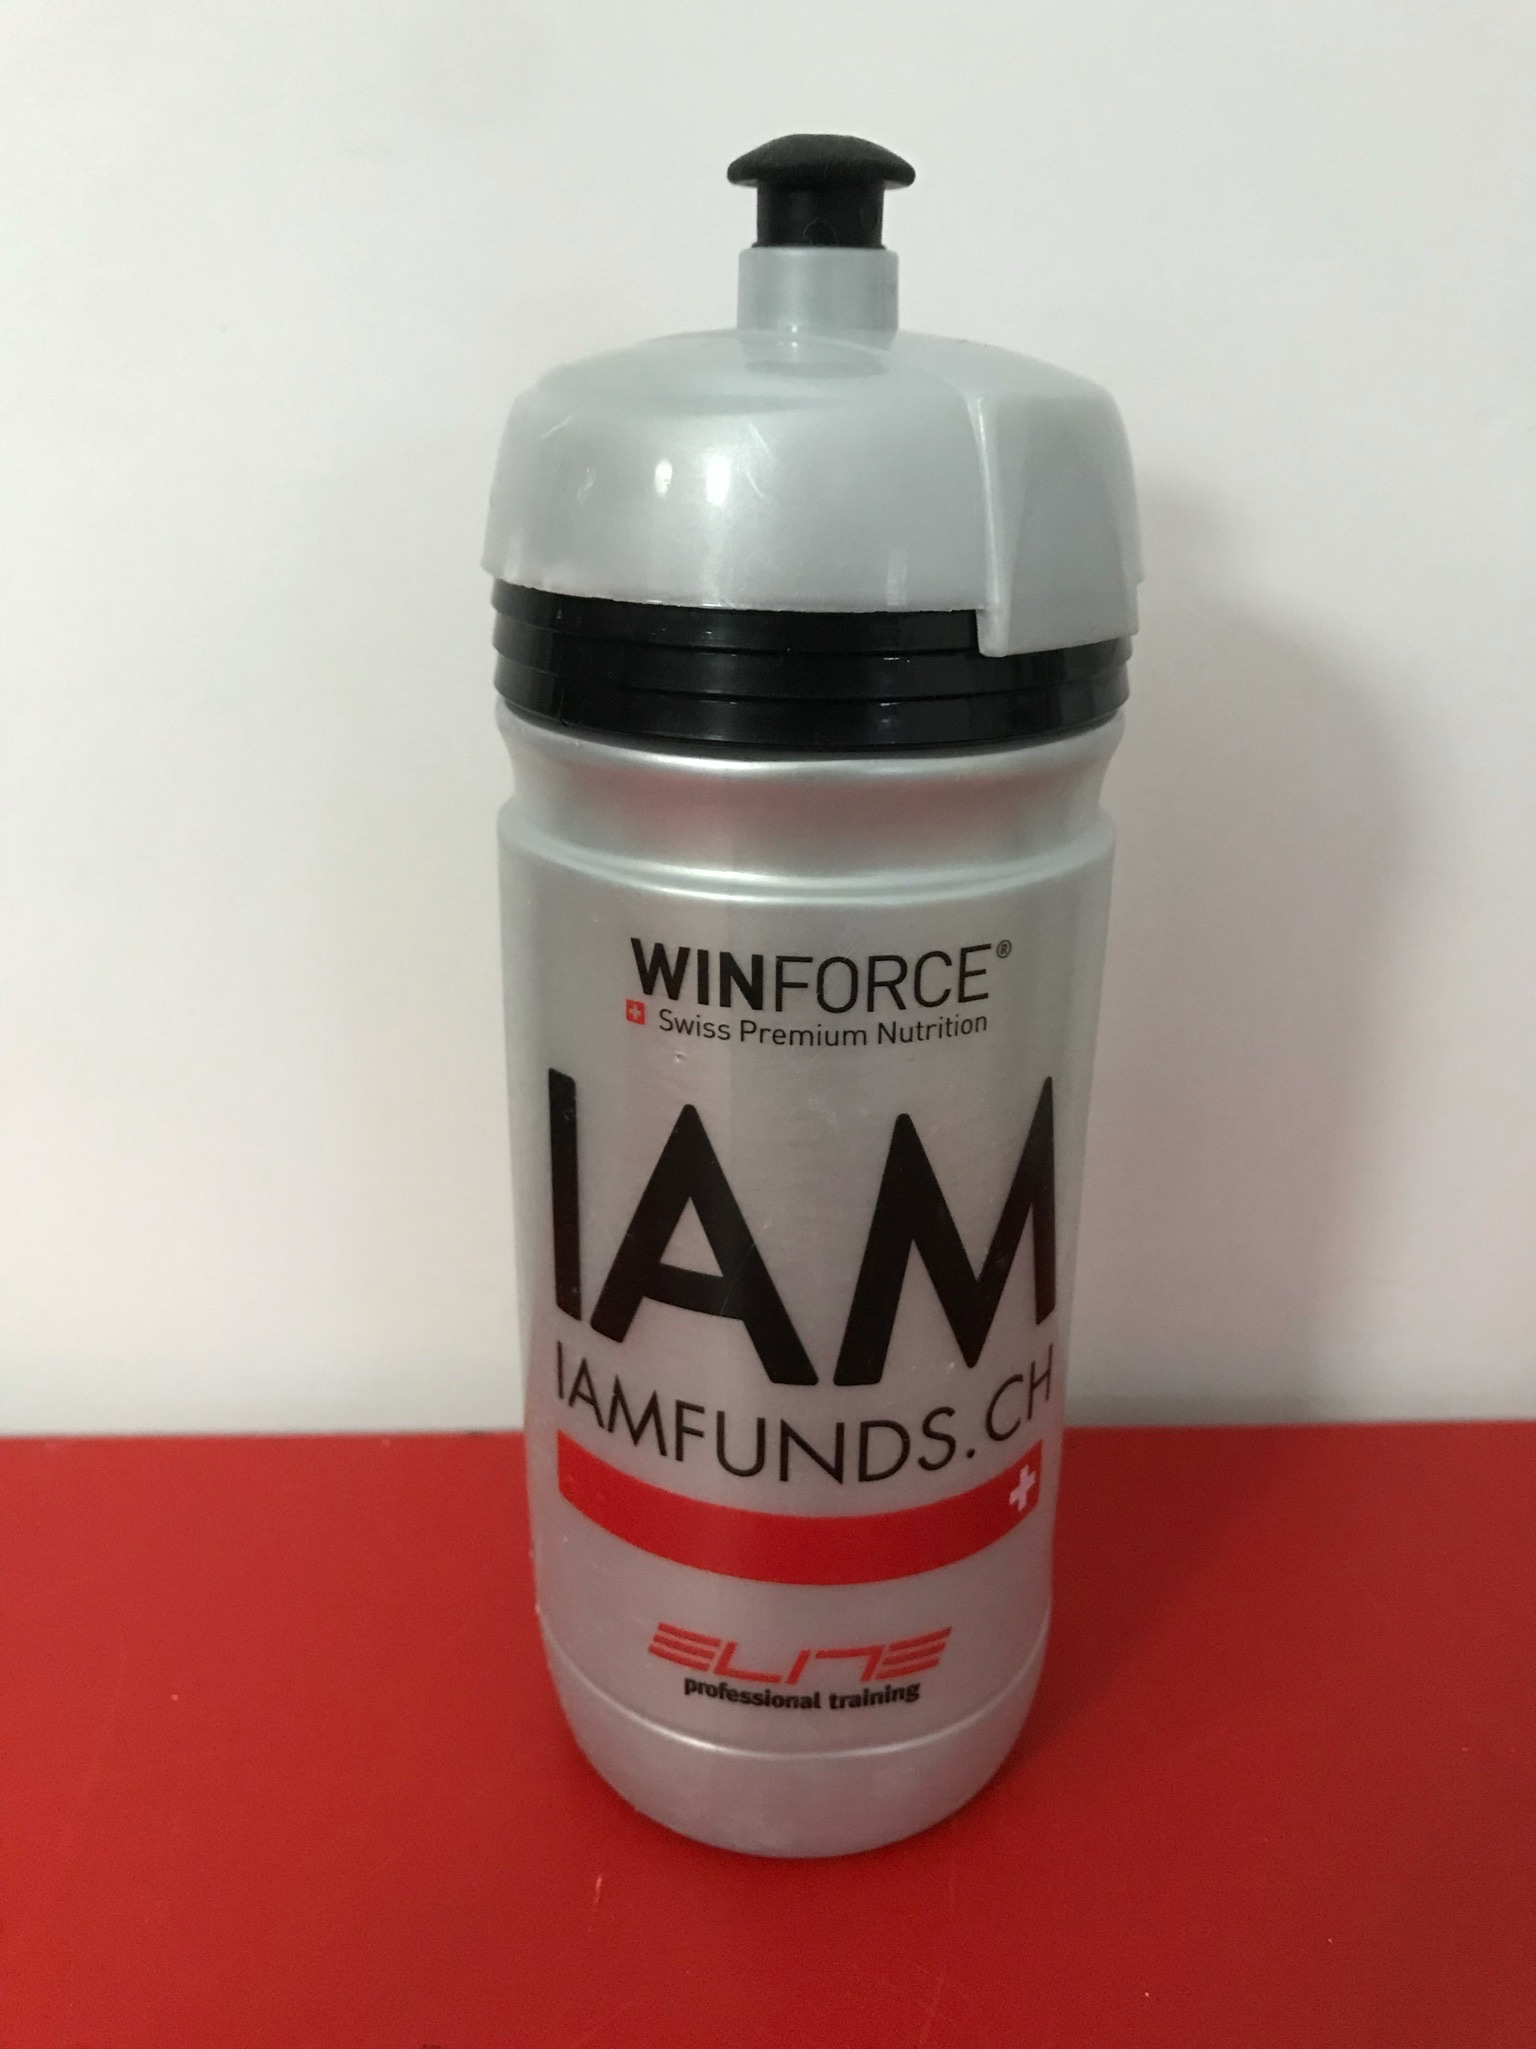 WINFORCE®
Swiss Premium Nutrition
IAM
IAMFUNDS.CH
ELITE
professional training